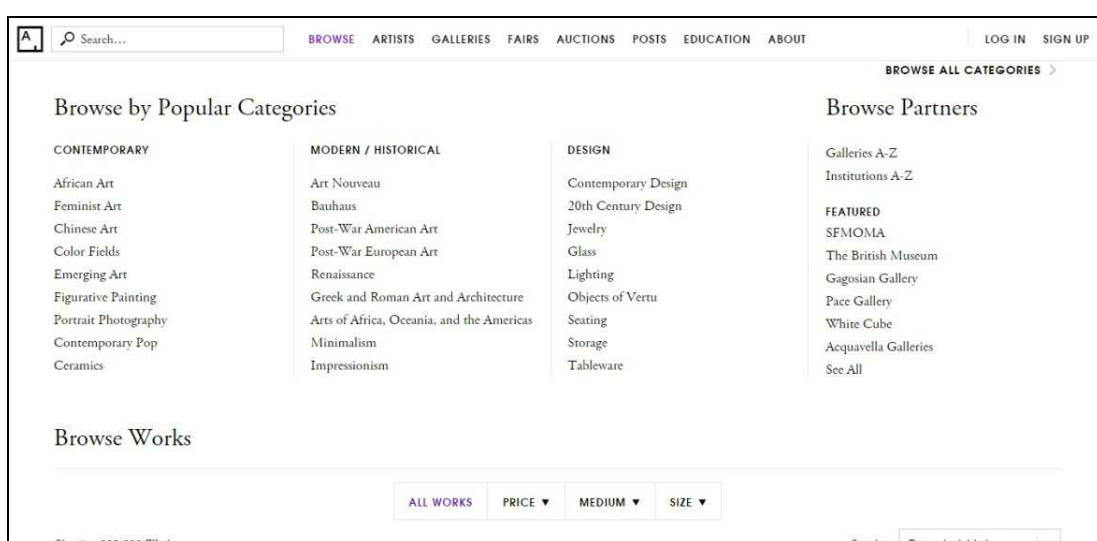 A,
Search...
BROWSE ARTISTS GALLERIES FAIRS AUCTIONS POSTS EDUCATION ABOUT
LOG IN SIGN UP
BROWSE ALL CATEGORIES >
Browse by Popular Categories
CONTEMPORARY
African Art
Feminist Art
Chinese Art
Color Fields
Emerging Art
Figurative Painting
Portrait Photography
Contemporary Pop
Ceramics
MODERN / HISTORICAL
Art Nouveau
Bauhaus
Post-War American Art
Post-War European Art
Renaissance
Greek and Roman Art and Architecture
Arts of Africa, Oceania, and the Americas
Minimalism
Impressionism
DESIGN
Contemporary Design
20th Century Design
Jewelry
Glass
Lighting
Objects of Vertu
Seating
Storage
Tableware
Browse Partners
Galleries A-Z
Institutions A-Z
FEATURED
SFMOMA
The British Museum
Gagosian Gallery
Pace Gallery
White Cube
Acquavella Galleries
See All
Browse Works
ALL WORKS PRICE ▼ MEDIUM ▼ SIZE ▼